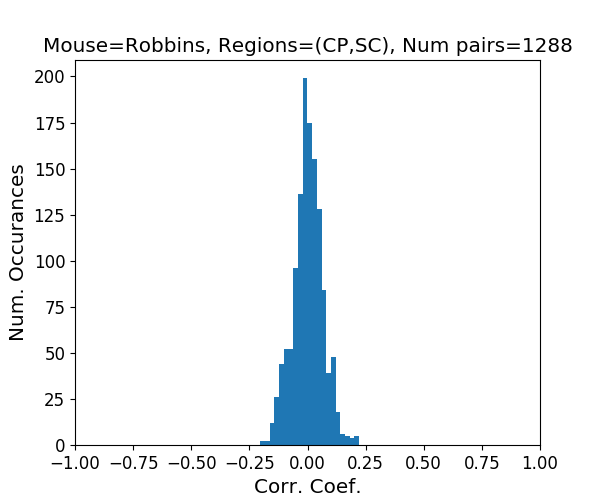 Mouse=Robbins, Regions=(CP,SC), Num pairs=1288
200
175
150
125
100
75
50
25
0
Num. Occurances
−1.00 −0.75 −0.50 −0.25 0.00 0.25 0.50 0.75 1.00
Corr. Coef.